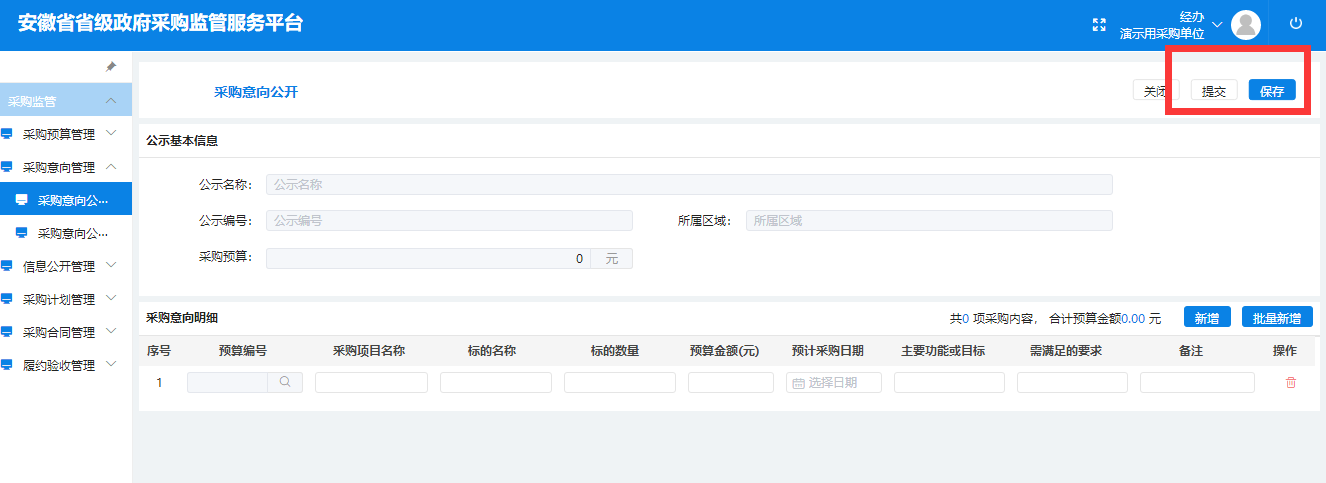 安徽省省级政府采购监管服务平台
经办
演示用采购单位
采购监管
采购预算管理
采购意向管理
采购意向公...
采购意向公...
信息公开管理
采购计划管理
采购合同管理
履约验收管理
采购意向公开
关闭 提交 保存
公示基本信息
公示名称： 公示名称
公示编号： 公示编号 所属区域： 所属区域
采购预算： 0 元
采购意向明细 共0 项采购内容， 合计预算金额0.00 元 新增 批量新增
序号 预算编号 采购项目名称 标的名称 标的数量 预算金额(元) 预计采购日期 主要功能或目标 需满足的要求 备注 操作
1 选择日期